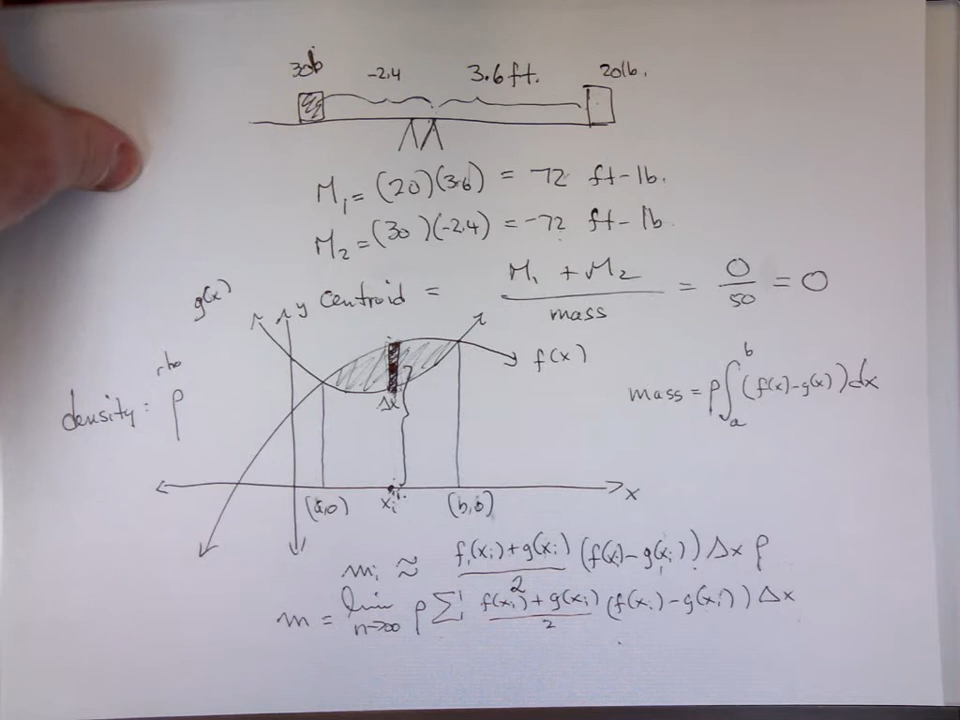 30lb -2.4 3.6 ft. 20lb.
M₁ = (20)(3.6) = 72 ft-lb.
M₂ = (30)(-2.4) = -72 ft-lb.
centroid = (M₁ + M₂)/mass = 0/50 = 0
g(x) y
f(x)
rho
density: ρ
mass = ρ∫ₐᵇ (f(x)-g(x))dx
Δx
(a,0) xᵢ (b,0) x
mᵢ ≈ (f(xᵢ)+g(xᵢ))/2 (f(xᵢ)-g(xᵢ)) Δx ρ
m = lim n→∞ ρ Σ (f(xᵢ)+g(xᵢ))/2 (f(xᵢ)-g(xᵢ)) Δx